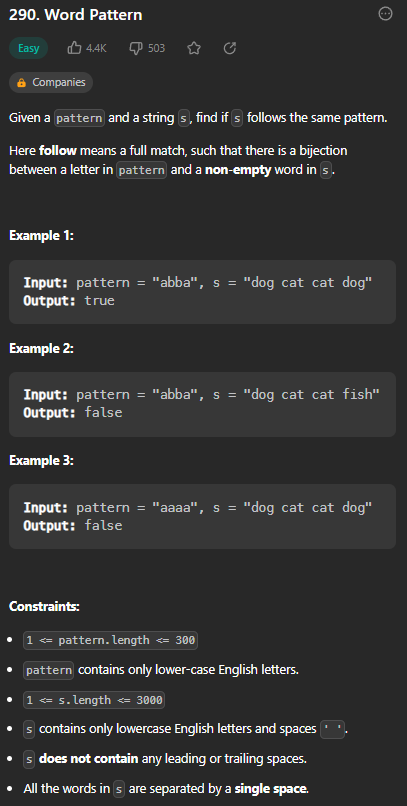 290. Word Pattern
Easy 4.4K 503
Companies
Given a pattern and a string s, find if s follows the same pattern.
Here follow means a full match, such that there is a bijection
between a letter in pattern and a non-empty word in s.
Example 1:
Input: pattern = "abba", s = "dog cat cat dog"
Output: true
Example 2:
Input: pattern = "abba", s = "dog cat cat fish"
Output: false
Example 3:
Input: pattern = "aaaa", s = "dog cat cat dog"
Output: false
Constraints:
• 1 <= pattern.length <= 300
• pattern contains only lower-case English letters.
• 1 <= s.length <= 3000
• s contains only lowercase English letters and spaces ' '.
• s does not contain any leading or trailing spaces.
• All the words in s are separated by a single space.